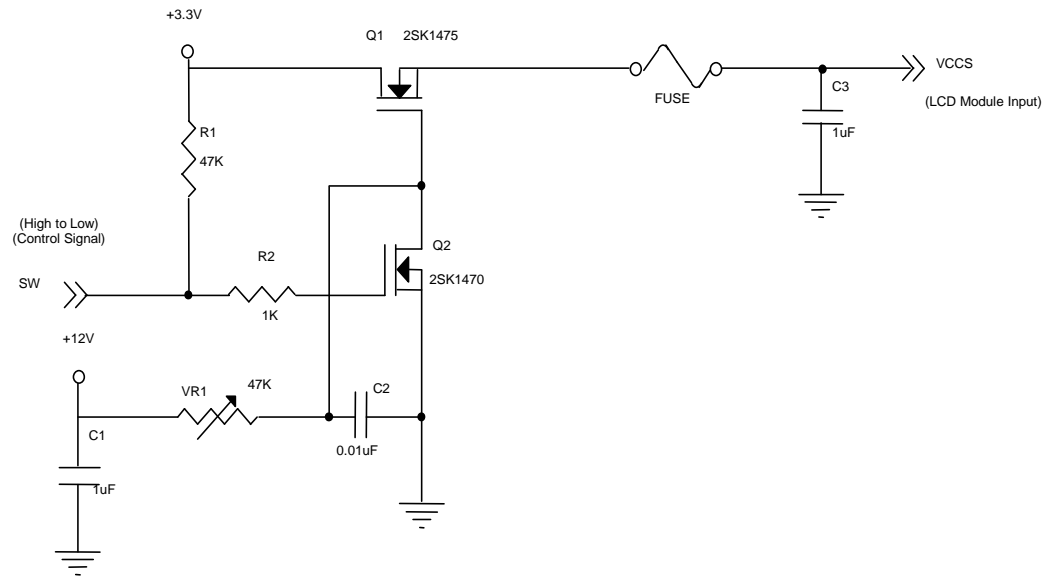 +3.3V
Q1 2SK1475
VCCS
FUSE
C3
(LCD Module Input)
R1
1uF
47K
(High to Low)
(Control Signal)
Q2
R2
SW
2SK1470
1K
+12V
VR1
47K
C2
C1
0.01uF
1uF